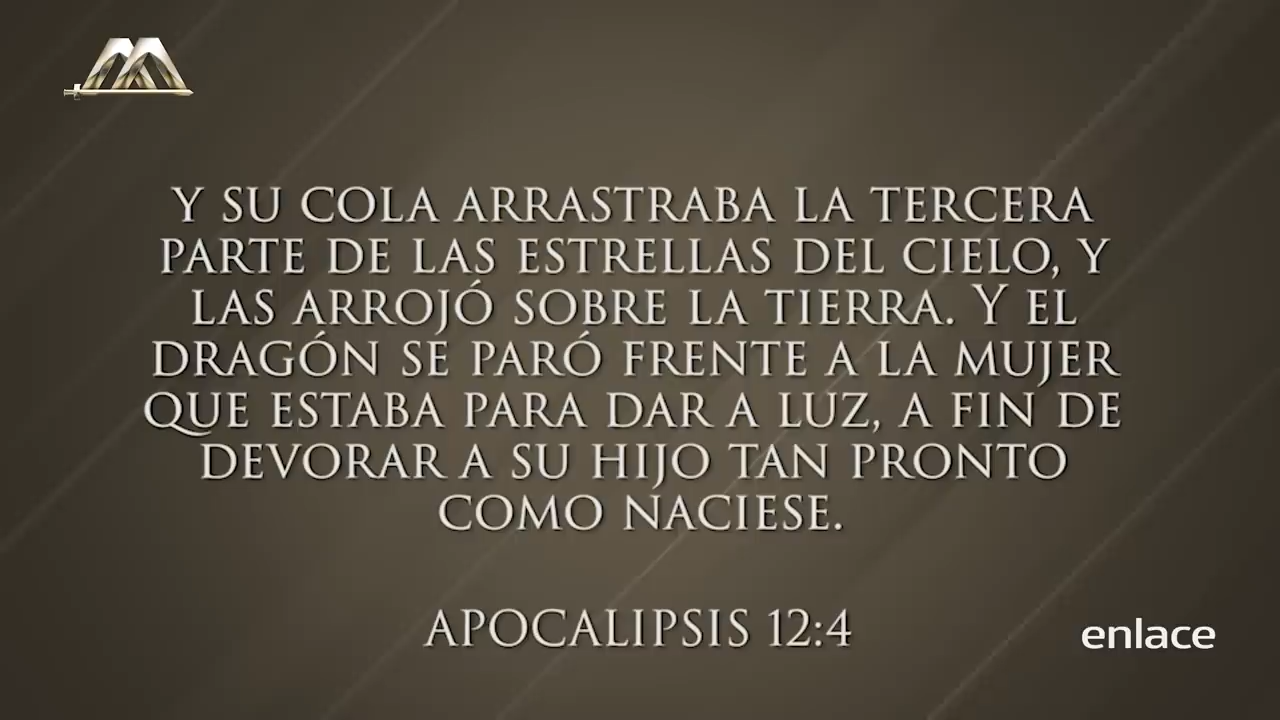 Y SU COLA ARRASTRABA LA TERCERA
PARTE DE LAS ESTRELLAS DEL CIELO, Y
LAS ARROJÓ SOBRE LA TIERRA. Y EL
DRAGÓN SE PARÓ FRENTE A LA MUJER
QUE ESTABA PARA DAR A LUZ, A FIN DE
DEVORAR A SU HIJO TAN PRONTO
COMO NACIESE.
APOCALIPSIS 12:4
enlace